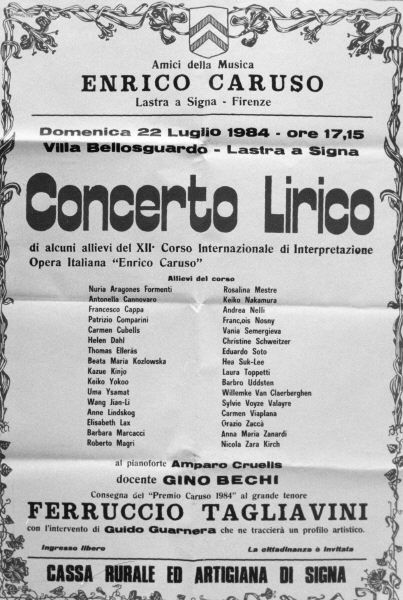 Amici della Musica
ENRICO CARUSO
Lastra a Signa - Firenze
Domenica 22 Luglio 1984 - ore 17,15
Villa Bellosguardo - Lastra a Signa
Concerto Lirico
di alcuni allievi del XII° Corso Internazionale di Interpretazione
Opera Italiana "Enrico Caruso"
Allievi del corso
Nuria Aragones Formenti
Antonella Cannovaro
Francesco Cappa
Patrizio Comparini
Carmen Cubells
Helen Dahl
Thomas Ellerås
Beata Maria Kozlowska
Kazue Kinjo
Keiko Yokoo
Uma Ysamat
Wang Jian-Li
Anne Lindskog
Elisabeth Lax
Barbara Marcacci
Roberto Magri
Rosalina Mestre
Keiko Nakamura
Andrea Nelli
Franç,ois Nosny
Vania Semergieva
Christine Schweitzer
Eduardo Soto
Hea Suk-Lee
Laura Toppetti
Barbro Uddsten
Willemke Van Claerberghen
Sylvie Voyze Valayre
Carmen Viaplana
Grazio Zaccà
Anna Maria Zanardi
Nicola Zara Kirch
al pianoforte Amparo Cruells
docente GINO BECHI
Consegna del "Premio Caruso 1984" al grande tenore
FERRUCCIO TAGLIAVINI
con l'intervento di Guido Guarnera che ne traccierà un profilo artistico.
Ingresso libero
La cittadinanza è invitata
CASSA RURALE ED ARTIGIANA DI SIGNA